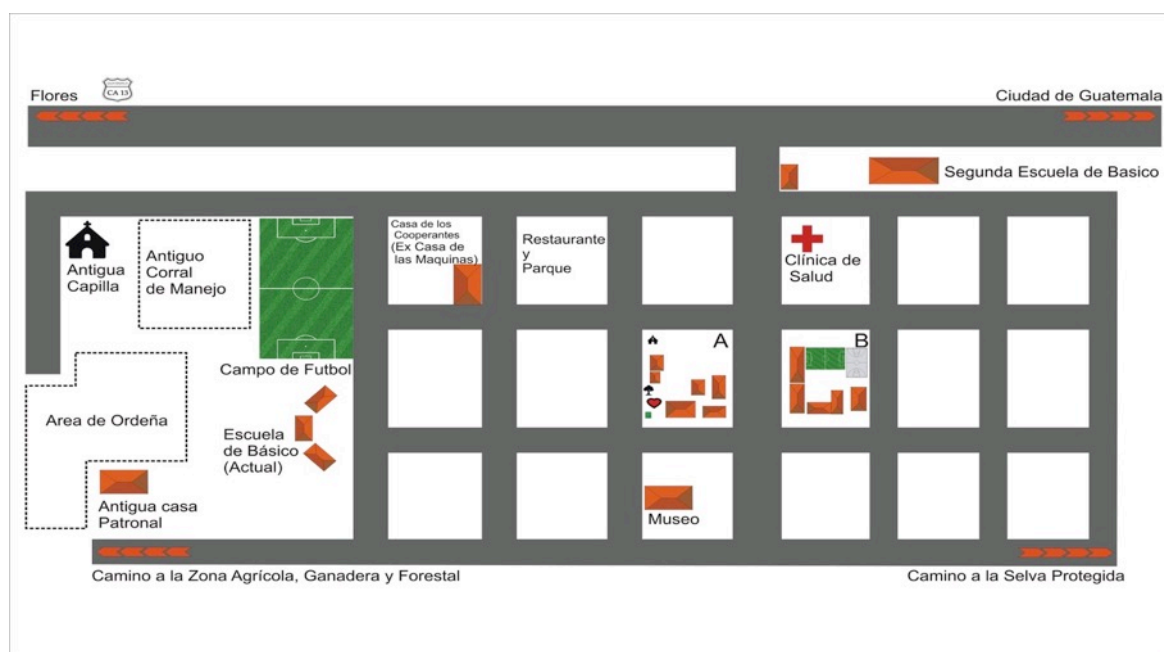 Flores
CA 13
Ciudad de Guatemala
Segunda Escuela de Basico
Antigua
Capilla
Antiguo
Corral
de Manejo
Casa de los
Cooperantes
(Ex Casa de
las Maquinas)
Restaurante
y
Parque
Clínica de
Salud
Campo de Futbol
A
B
Area de Ordeña
Escuela
de Básico
(Actual)
Antigua casa
Patronal
Museo
Camino a la Zona Agrícola, Ganadera y Forestal
Camino a la Selva Protegida